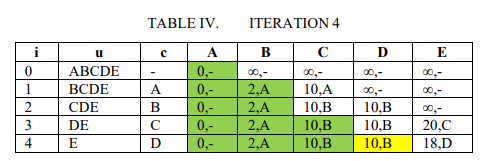 TABLE IV. ITERATION 4
i u c A B C D E
0 ABCDE - 0,- ∞,- ∞,- ∞,- ∞,-
1 BCDE A 0,- 2,A 10,A ∞,- ∞,-
2 CDE B 0,- 2,A 10,B 10,B ∞,-
3 DE C 0,- 2,A 10,B 10,B 20,C
4 E D 0,- 2,A 10,B 10,B 18,D